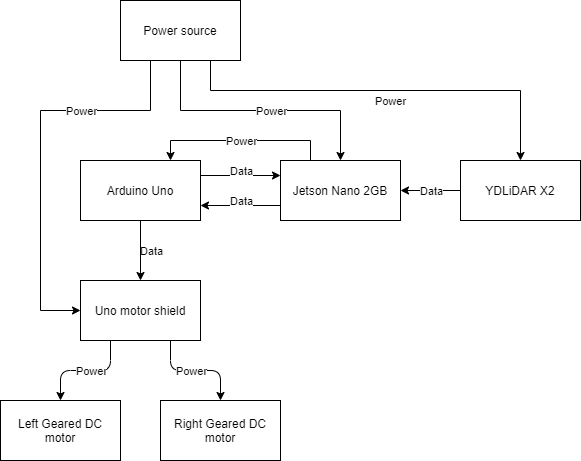 Power source
Power
Power
Power
Power
Arduino Uno
Data
Data
Jetson Nano 2GB
Data
YDLiDAR X2
Data
Uno motor shield
Power
Power
Left Geared DC
motor
Right Geared DC
motor